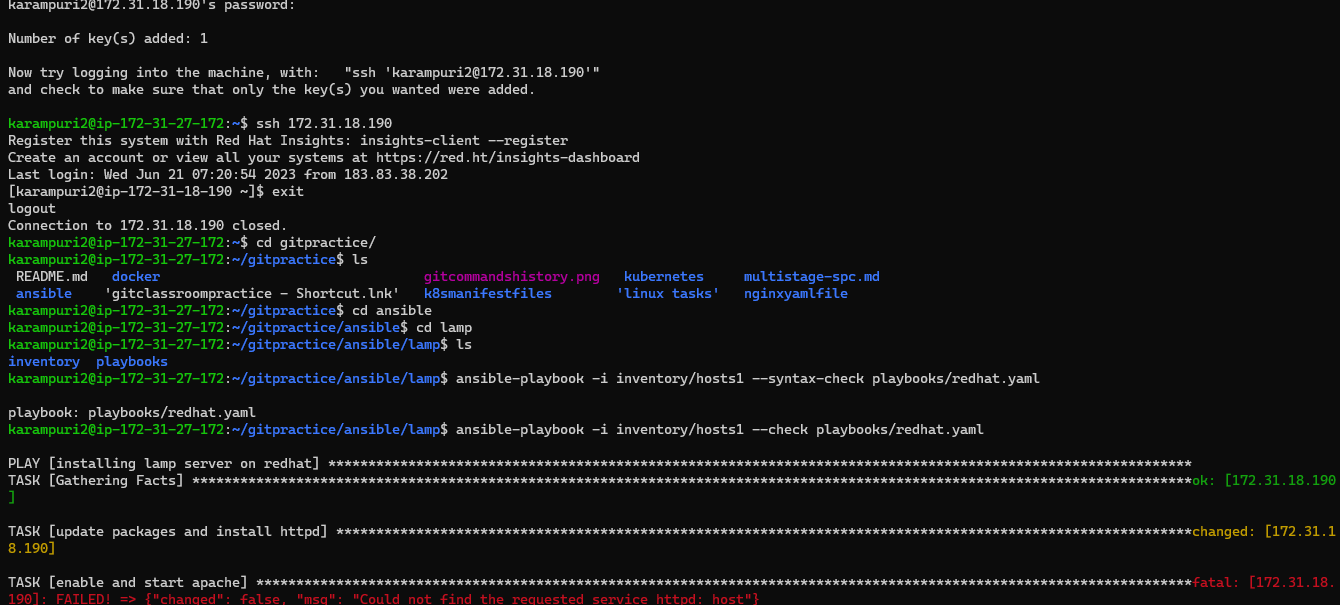 karampuri2@172.31.18.190's password:
Number of key(s) added: 1
Now try logging into the machine, with:   "ssh 'karampuri2@172.31.18.190'"
and check to make sure that only the key(s) you wanted were added.
karampuri2@ip-172-31-27-172:~$ ssh 172.31.18.190
Register this system with Red Hat Insights: insights-client --register
Create an account or view all your systems at https://red.ht/insights-dashboard
Last login: Wed Jun 21 07:20:54 2023 from 183.83.38.202
[karampuri2@ip-172-31-18-190 ~]$ exit
logout
Connection to 172.31.18.190 closed.
karampuri2@ip-172-31-27-172:~$ cd gitpractice/
karampuri2@ip-172-31-27-172:~/gitpractice$ ls
README.md   docker                                 gitcommandshistory.png   kubernetes     multistage-spc.md
ansible    'gitclassroompractice - Shortcut.lnk'   k8smanifestfiles        'linux tasks'   nginxyamlfile
karampuri2@ip-172-31-27-172:~/gitpractice$ cd ansible
karampuri2@ip-172-31-27-172:~/gitpractice/ansible$ cd lamp
karampuri2@ip-172-31-27-172:~/gitpractice/ansible/lamp$ ls
inventory  playbooks
karampuri2@ip-172-31-27-172:~/gitpractice/ansible/lamp$ ansible-playbook -i inventory/hosts1 --syntax-check playbooks/redhat.yaml
playbook: playbooks/redhat.yaml
karampuri2@ip-172-31-27-172:~/gitpractice/ansible/lamp$ ansible-playbook -i inventory/hosts1 --check playbooks/redhat.yaml
PLAY [installing lamp server on redhat] ************************************************************************************************************
TASK [Gathering Facts] *****************************************************************************************************************************ok: [172.31.18.190
]
TASK [update packages and install httpd] ***********************************************************************************************************changed: [172.31.1
8.190]
TASK [enable and start apache] *********************************************************************************************************************fatal: [172.31.18.
190]: FAILED! => {"changed": false, "msg": "Could not find the requested service httpd: host"}